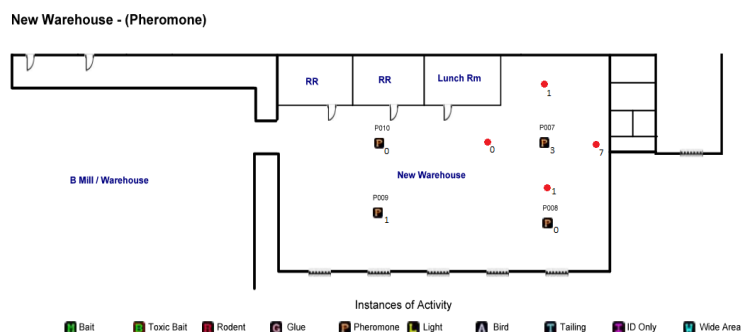 New Warehouse - (Pheromone)
RR
RR
Lunch Rm
1
P010
P007
P 0
0
P 3
7
B Mill / Warehouse
New Warehouse
1
P009
P008
P 1
P 0
Instances of Activity
M Bait
B Toxic Bait
R Rodent
G Glue
P Pheromone
L Light
A Bird
T Tailing
I ID Only
W Wide Area